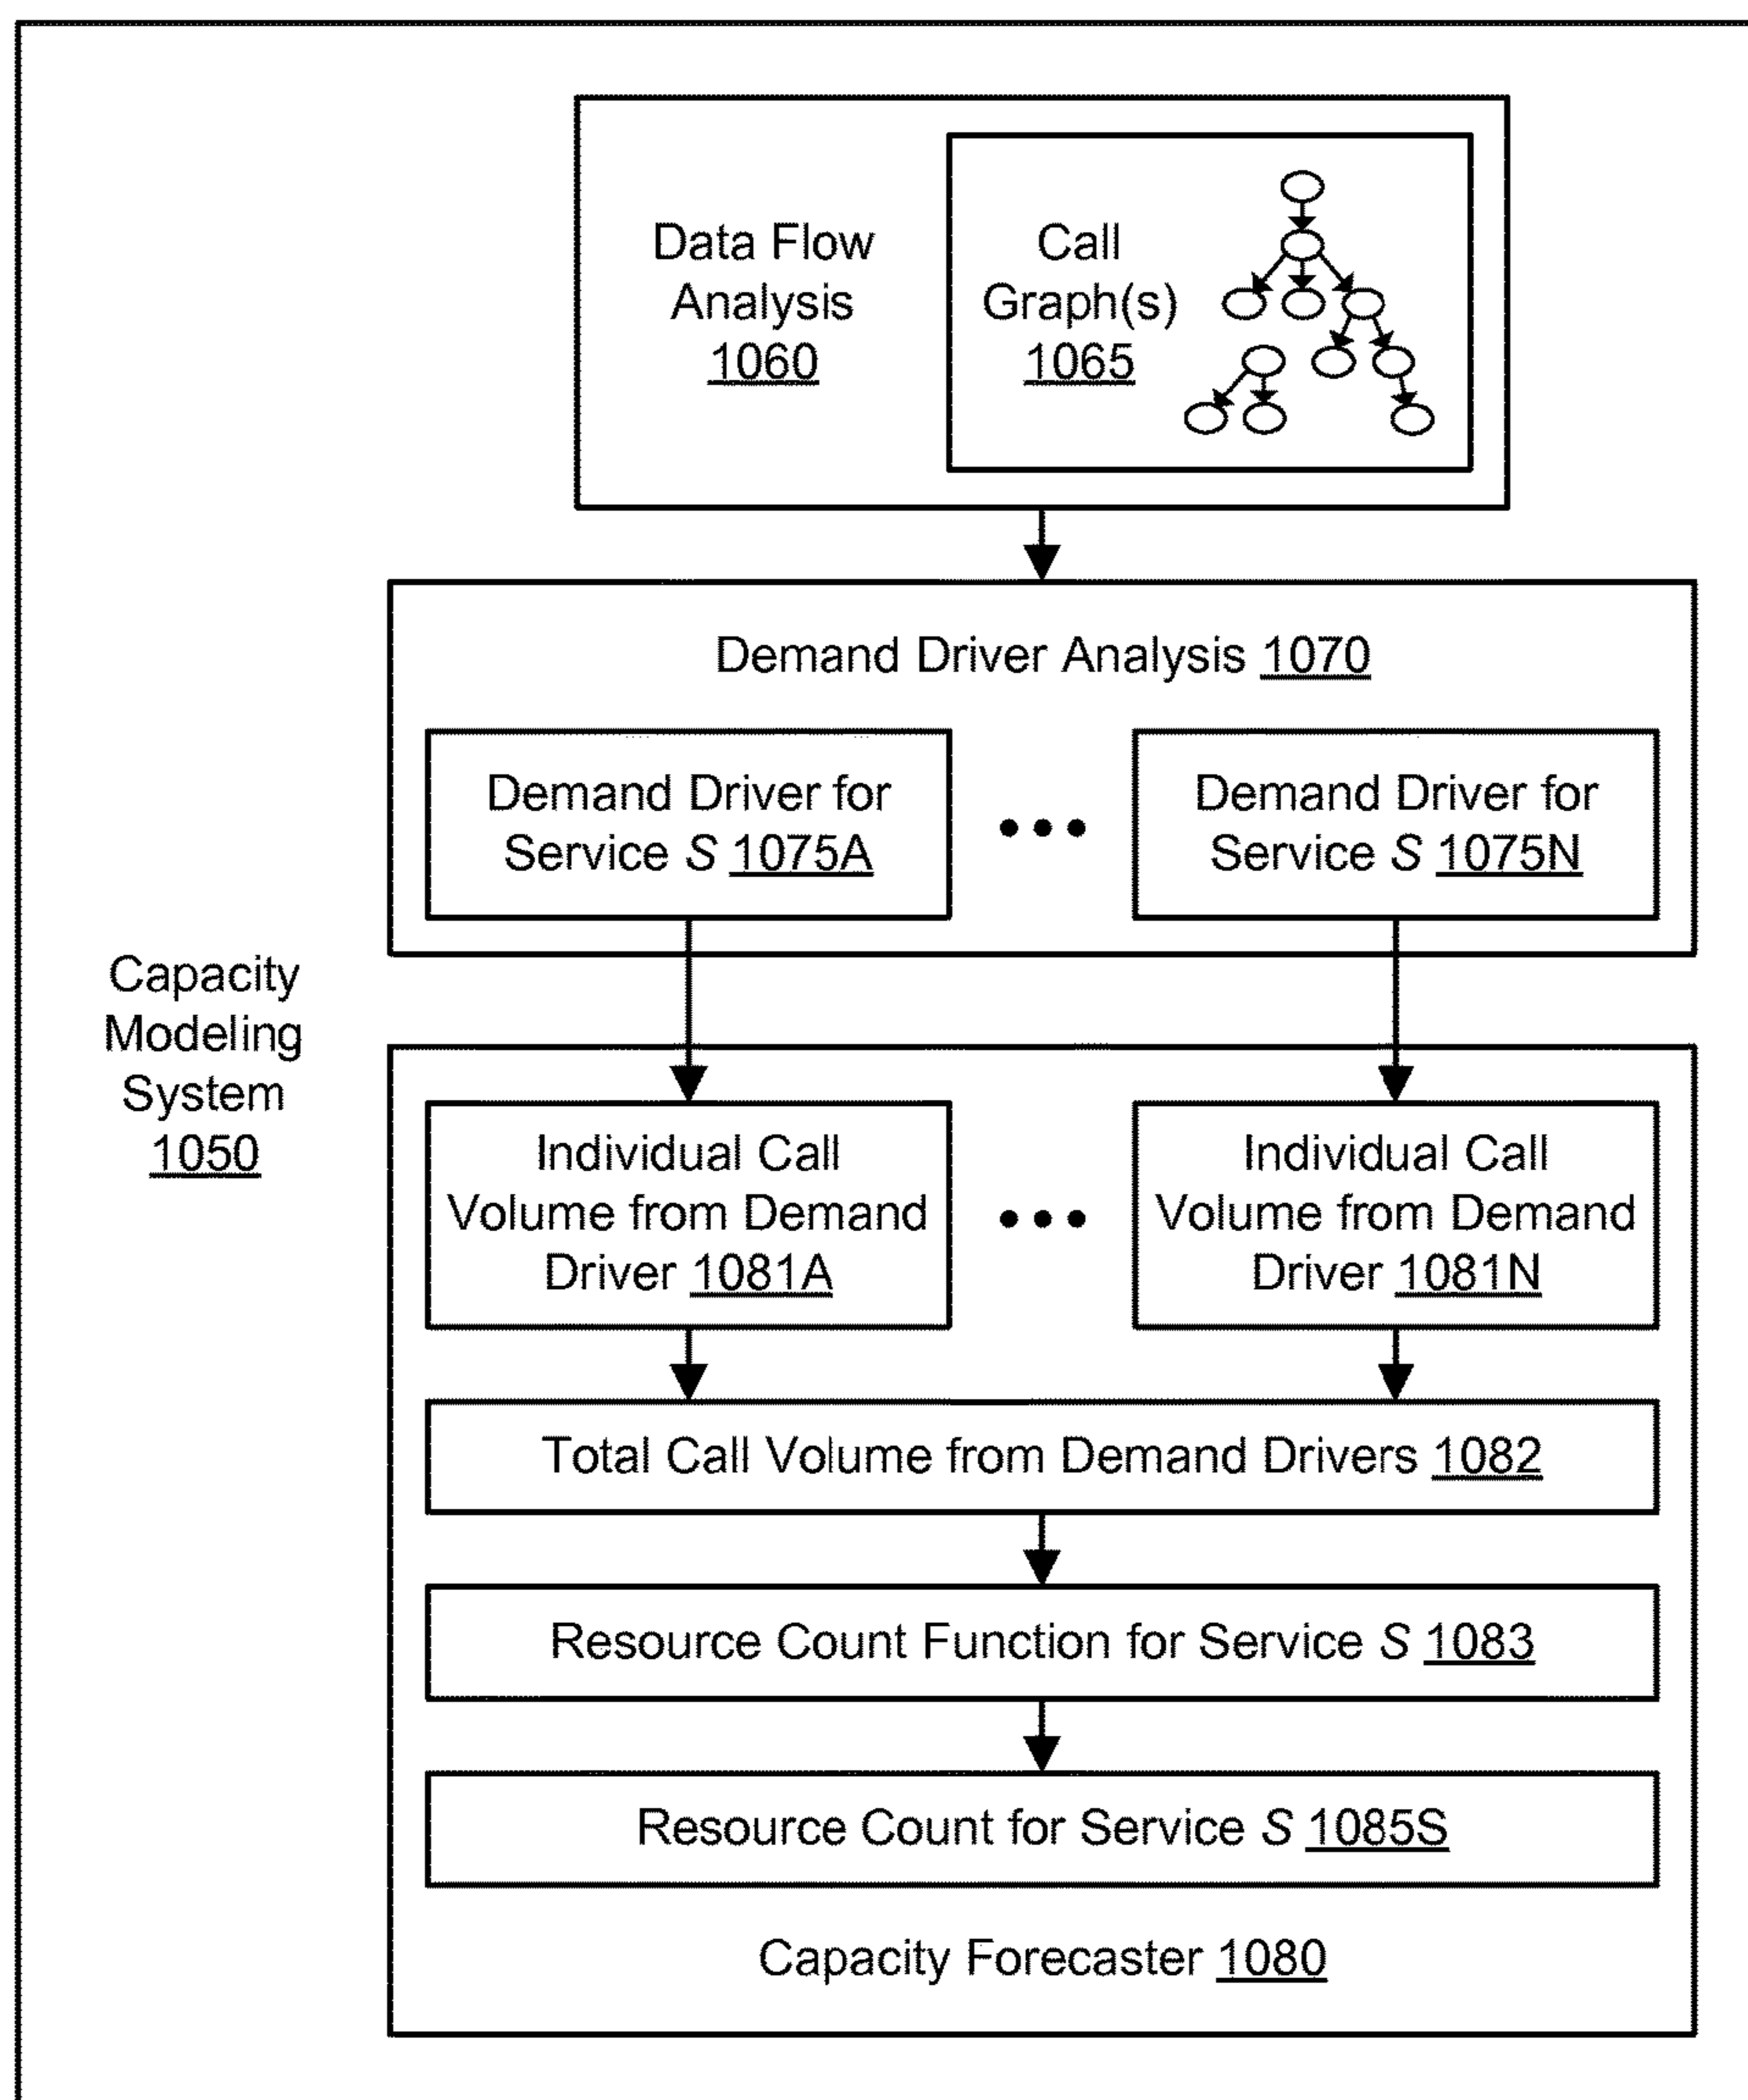 Data Flow
Analysis
1060
Call
Graph(s)
1065
Demand Driver Analysis 1070
Demand Driver for
Service S 1075A
Demand Driver for
Service S 1075N
Capacity
Modeling
System
1050
Individual Call
Volume from Demand
Driver 1081A
Individual Call
Volume from Demand
Driver 1081N
Total Call Volume from Demand Drivers 1082
Resource Count Function for Service S 1083
Resource Count for Service S 1085S
Capacity Forecaster 1080